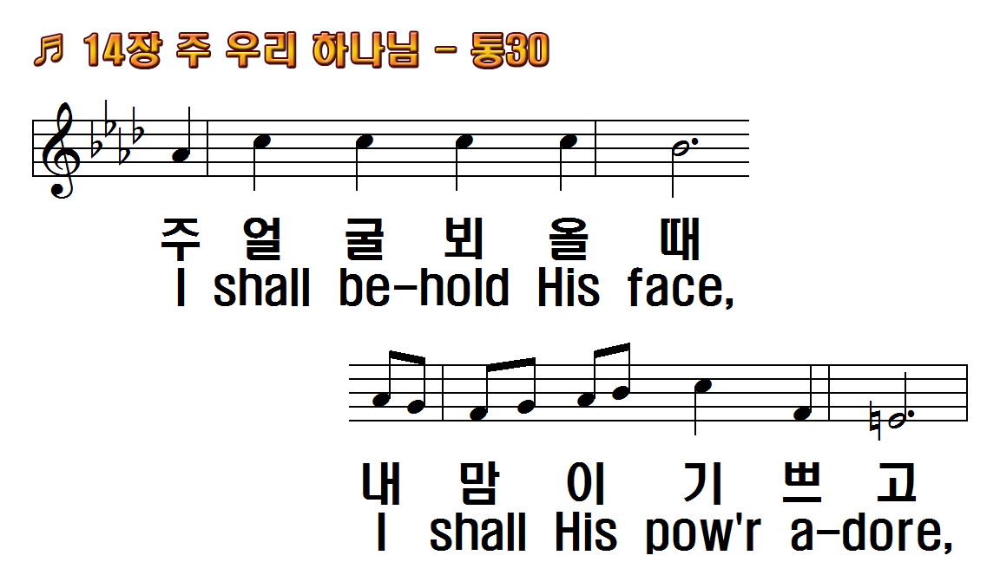 ♬ 14장 주 우리 하나님 - 통30
주 얼 굴 뵈 올 때
I shall be-hold His face,
내 맘 이 기 쁘 고
I shall His pow'r a-dore,